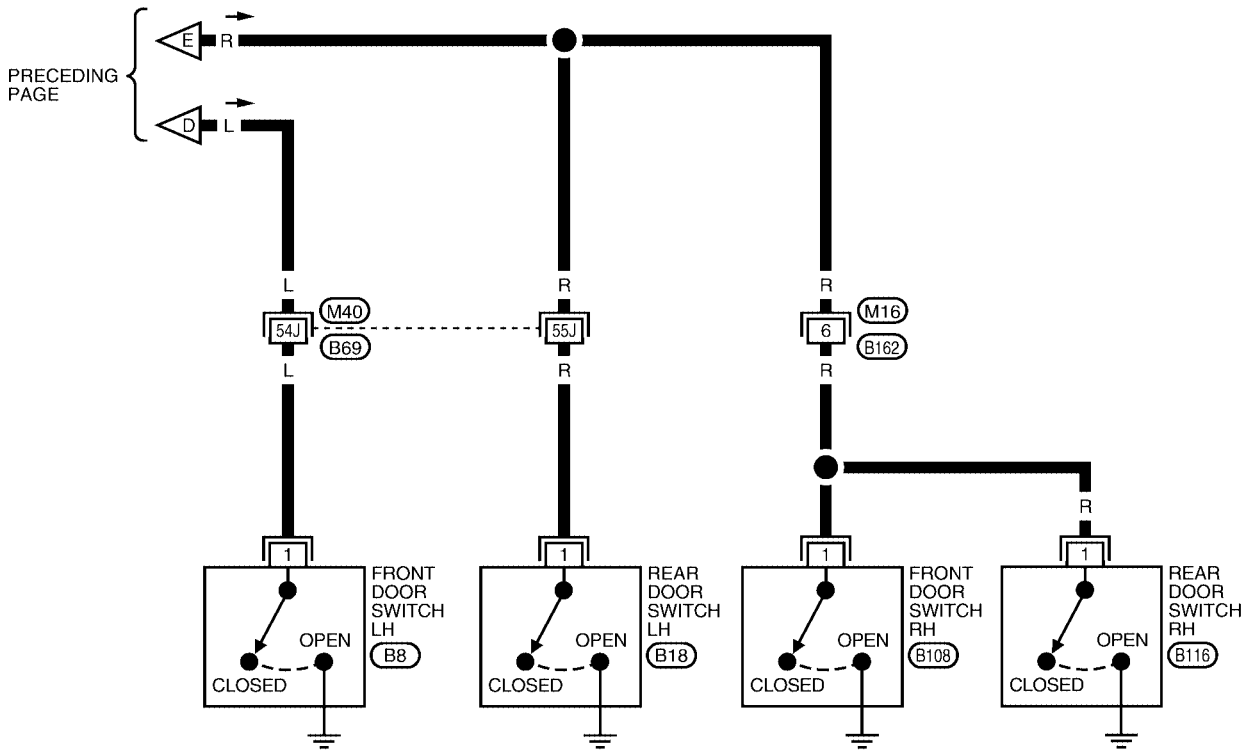 PRECEDING
PAGE
E
R
D
L
L
R
R
54J
M40
B69
55J
6
M16
B162
L
R
R
R
1
1
1
1
FRONT
DOOR
SWITCH
LH
B8
OPEN
CLOSED
REAR
DOOR
SWITCH
LH
B18
OPEN
CLOSED
FRONT
DOOR
SWITCH
RH
B108
OPEN
CLOSED
REAR
DOOR
SWITCH
RH
B116
OPEN
CLOSED